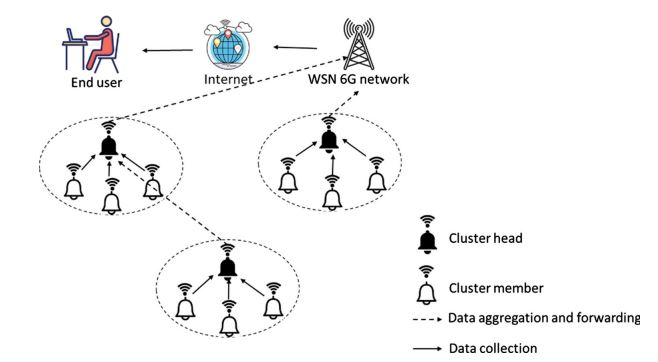 End user
Internet
WSN 6G network
Cluster head
Cluster member
Data aggregation and forwarding
Data collection